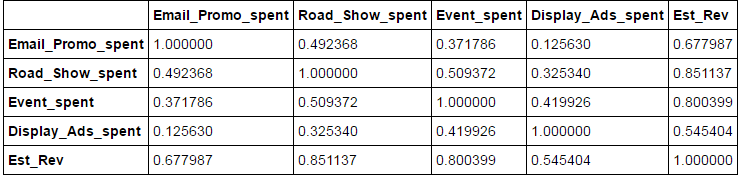 Email_Promo_spent Road_Show_spent Event_spent Display_Ads_spent Est_Rev
Email_Promo_spent 1.000000 0.492368 0.371786 0.125630 0.677987
Road_Show_spent 0.492368 1.000000 0.509372 0.325340 0.851137
Event_spent 0.371786 0.509372 1.000000 0.419926 0.800399
Display_Ads_spent 0.125630 0.325340 0.419926 1.000000 0.545404
Est_Rev 0.677987 0.851137 0.800399 0.545404 1.000000